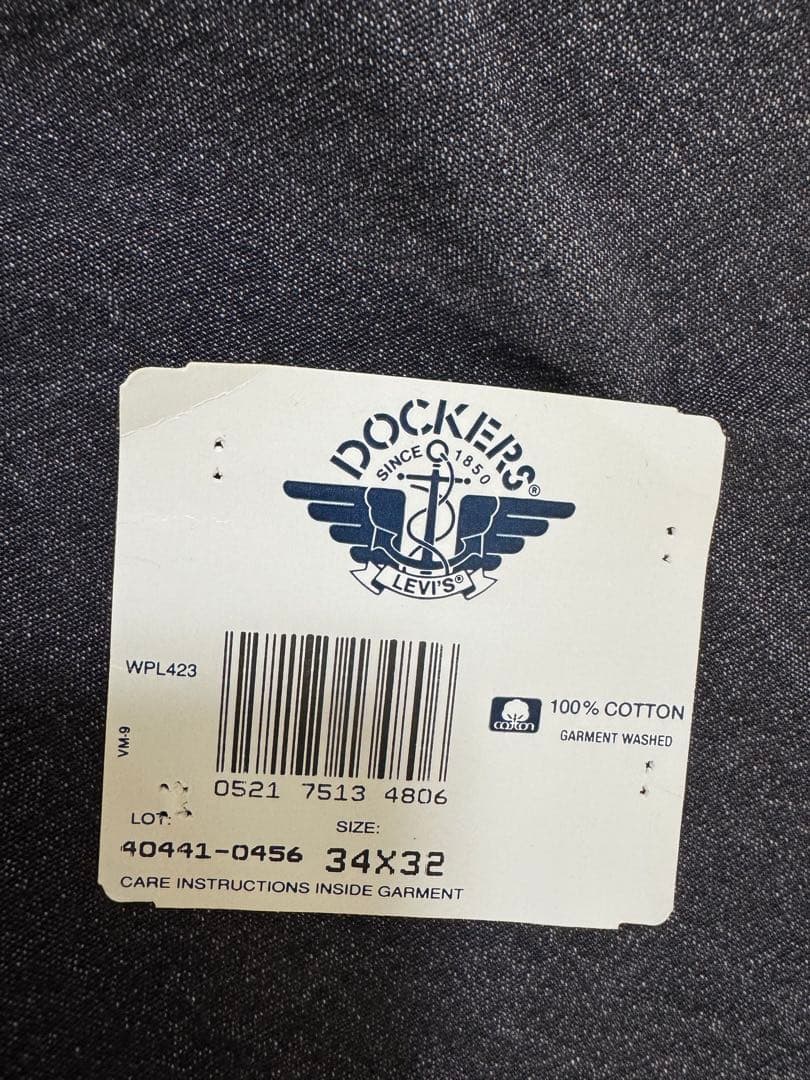 DOCKERS®
SINCE 1850
LEVI'S®
WPL423
VM-9
0521 7513 4806
Cotton
100% COTTON
GARMENT WASHED
LOT:
SIZE:
40441-0456 34X32
CARE INSTRUCTIONS INSIDE GARMENT